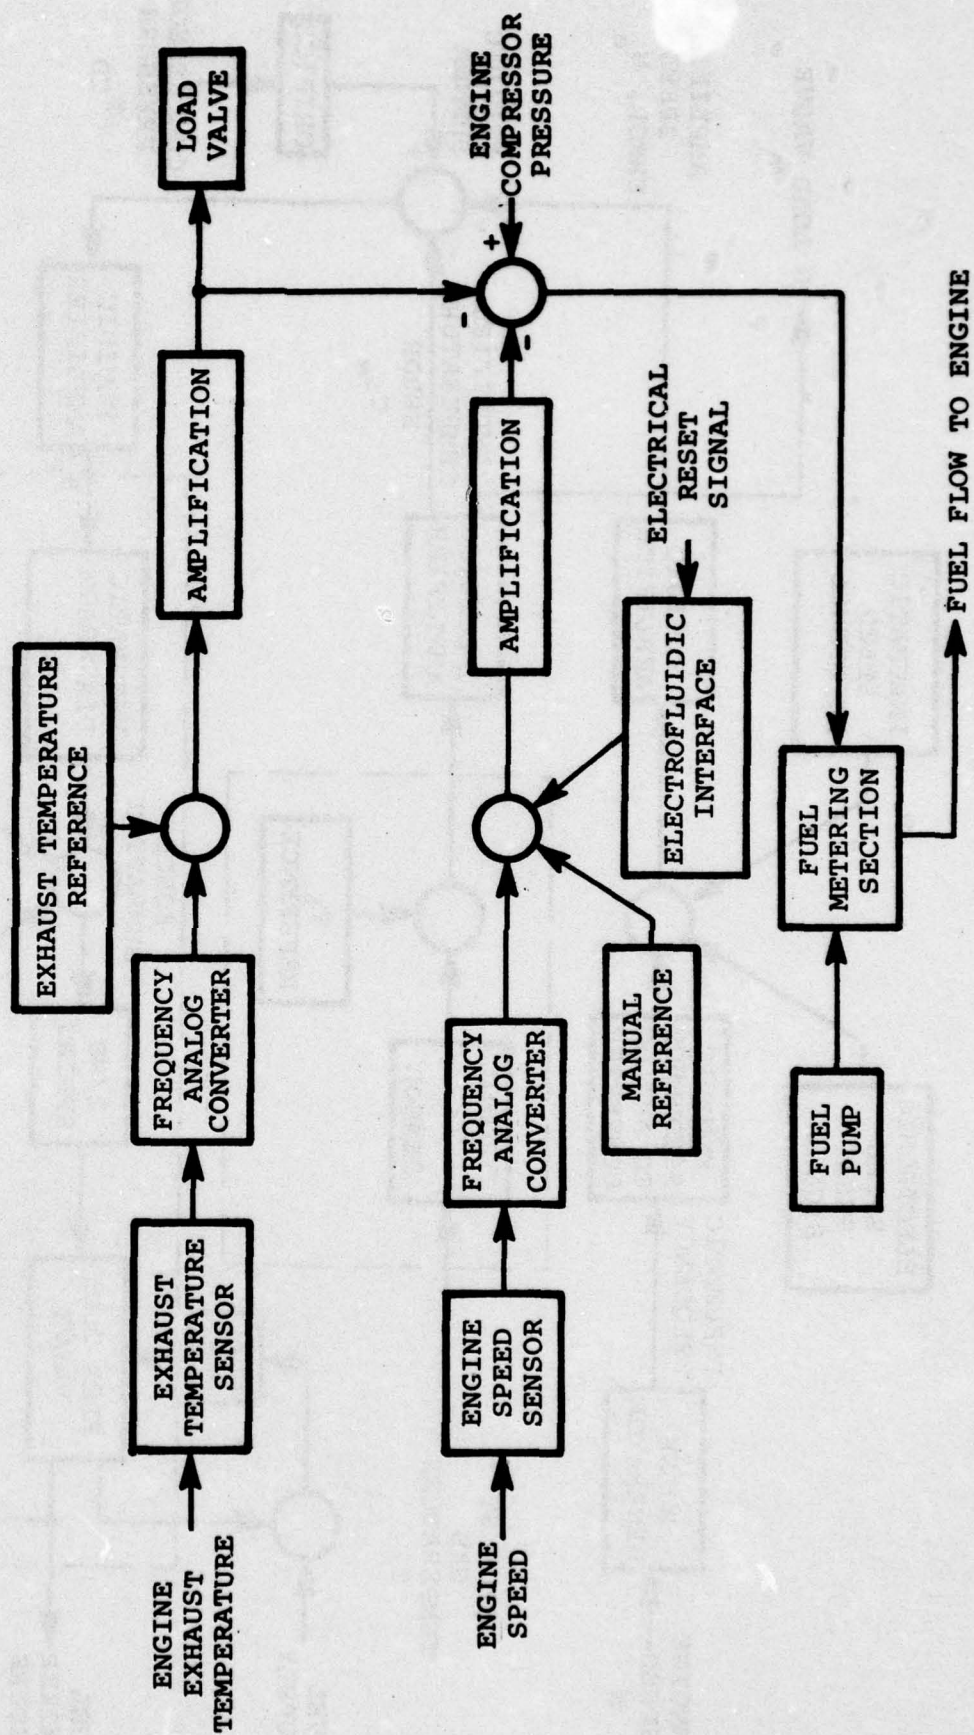 ENGINE
EXHAUST
TEMPERATURE
EXHAUST
TEMPERATURE
SENSOR
FREQUENCY
ANALOG
CONVERTER
EXHAUST TEMPERATURE
REFERENCE
AMPLIFICATION
LOAD
VALVE
ENGINE
SPEED
ENGINE
SPEED
SENSOR
FREQUENCY
ANALOG
CONVERTER
AMPLIFICATION
-
-
+
ENGINE
COMPRESSOR
PRESSURE
MANUAL
REFERENCE
ELECTROFLUIDIC
INTERFACE
ELECTRICAL
RESET
SIGNAL
FUEL
PUMP
FUEL
METERING
SECTION
FUEL FLOW TO ENGINE